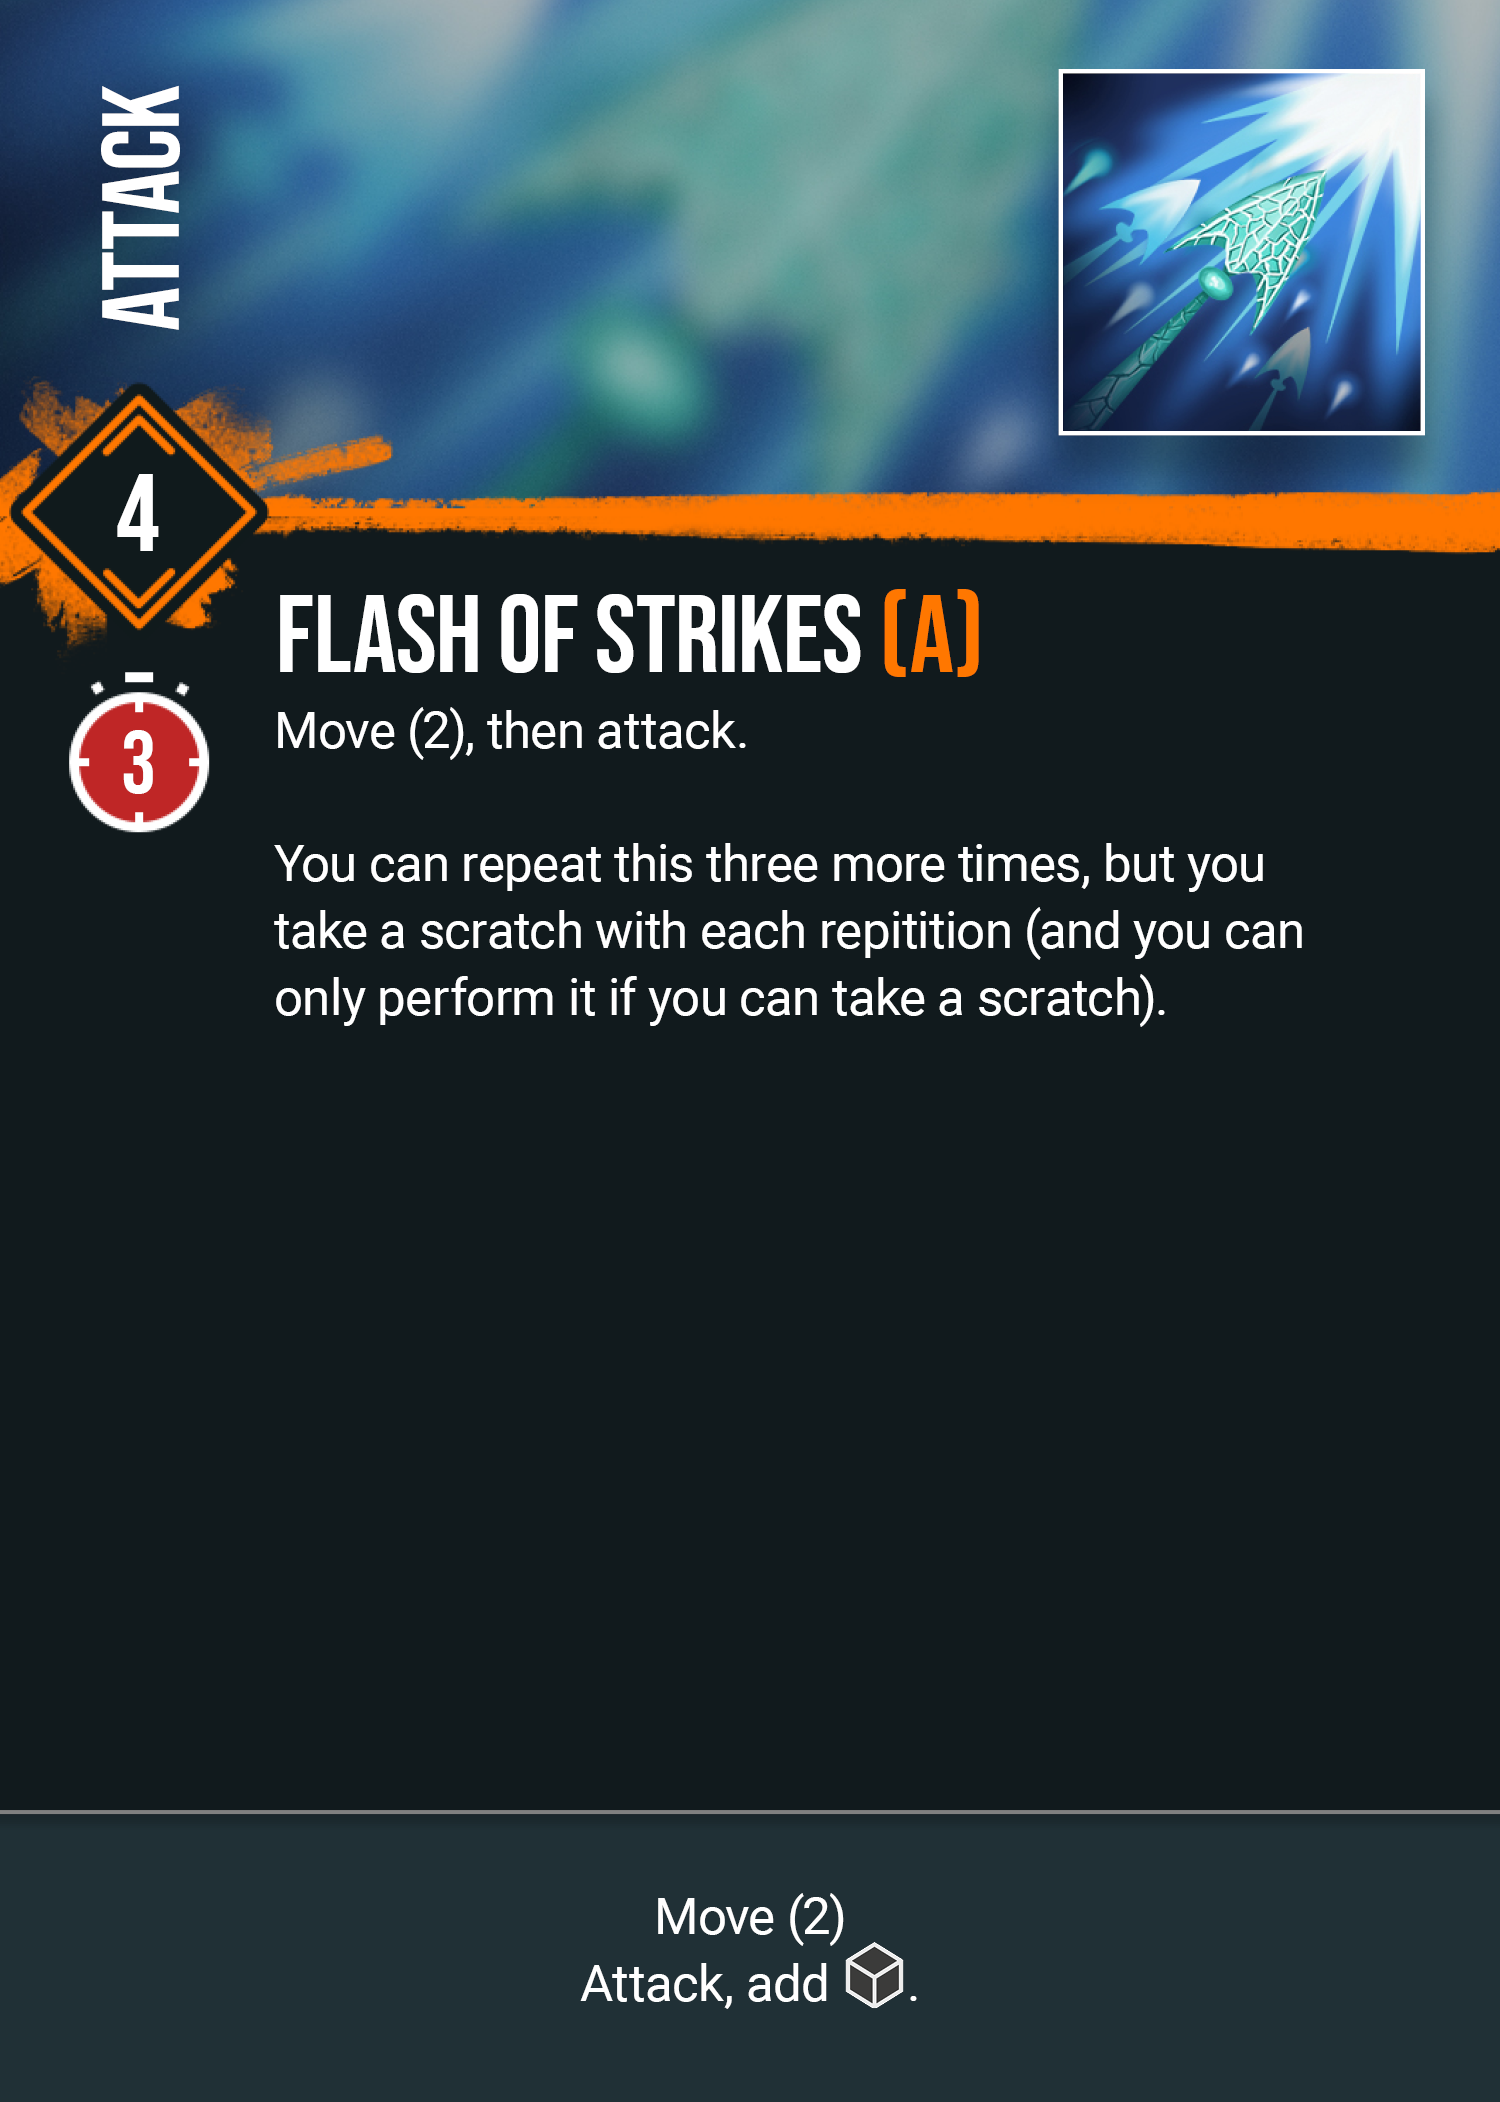 ATTACK
4
FLASH OF STRIKES (A)
3
Move (2), then attack.
You can repeat this three more times, but you
take a scratch with each repitition (and you can
only perform it if you can take a scratch).
Move (2)
Attack, add .